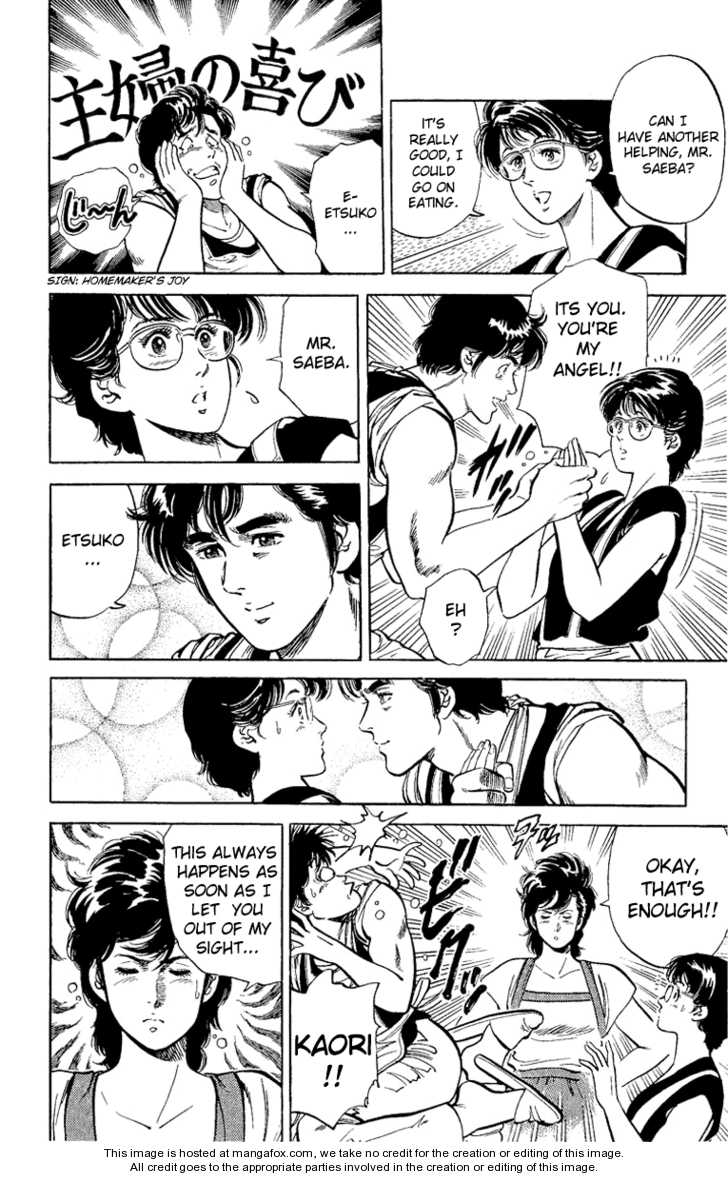 CAN I
HAVE ANOTHER
HELPING, MR.
SAEBA?
IT'S
REALLY
GOOD, I
COULD
GO ON
EATING.
主婦の喜び
E-
ETSUKO
...
じ〜〜ん
SIGN: HOMEMAKER'S JOY
ITS YOU.
YOU'RE
MY
ANGEL!!
EH
?
MR.
SAEBA.
ETSUKO
...
OKAY,
THAT'S
ENOUGH!!
ビクッ
KAORI
!!
THIS ALWAYS
HAPPENS AS
SOON AS I
LET YOU
OUT OF MY
SIGHT...
This image is hosted at mangafox.com, we take no credit for the creation or editing of this image.
All credit goes to the appropriate parties involved in the creation or editing of this image.